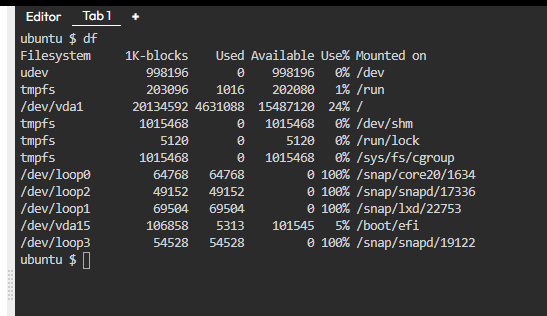 Editor Tab 1 +
ubuntu $ df
Filesystem 1K-blocks Used Available Use% Mounted on
udev 998196 0 998196 0% /dev
tmpfs 203096 1016 202080 1% /run
/dev/vda1 20134592 4631088 15487120 24% /
tmpfs 1015468 0 1015468 0% /dev/shm
tmpfs 5120 0 5120 0% /run/lock
tmpfs 1015468 0 1015468 0% /sys/fs/cgroup
/dev/loop0 64768 64768 0 100% /snap/core20/1634
/dev/loop2 49152 49152 0 100% /snap/snapd/17336
/dev/loop1 69504 69504 0 100% /snap/lxd/22753
/dev/vda15 106858 5313 101545 5% /boot/efi
/dev/loop3 54528 54528 0 100% /snap/snapd/19122
ubuntu $